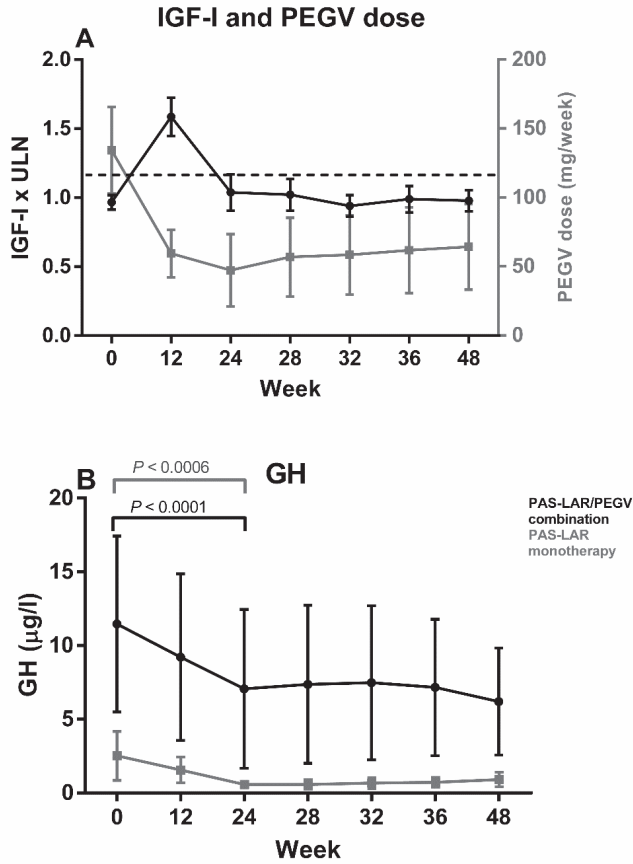 IGF-I and PEGV dose
A
2.0
1.5
1.0
0.5
0.0
IGF-I x ULN
200
150
100
50
0
PEGV dose (mg/week)
0 12 24 28 32 36 48
Week
B
GH
P < 0.0006
P < 0.0001
20
15
10
5
0
GH (µg/l)
0 12 24 28 32 36 48
Week
PAS-LAR/PEGV
combination
PAS-LAR
monotherapy